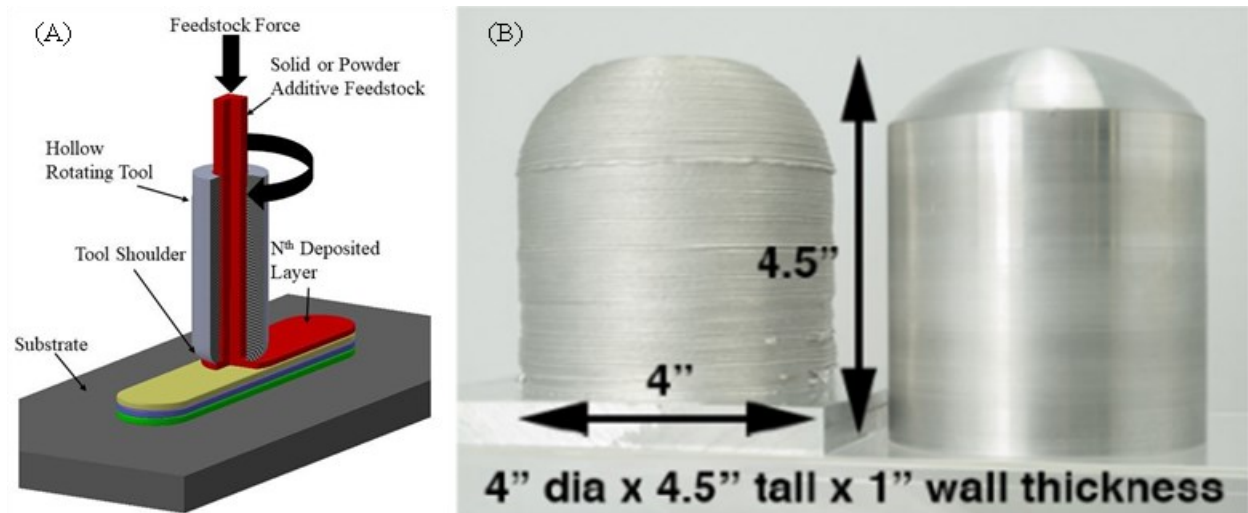 (A)
Feedstock Force
Solid or Powder
Additive Feedstock
Hollow
Rotating Tool
Tool Shoulder
Nth Deposited
Layer
Substrate
(B)
4.5”
4”
4” dia x 4.5” tall x 1” wall thickness